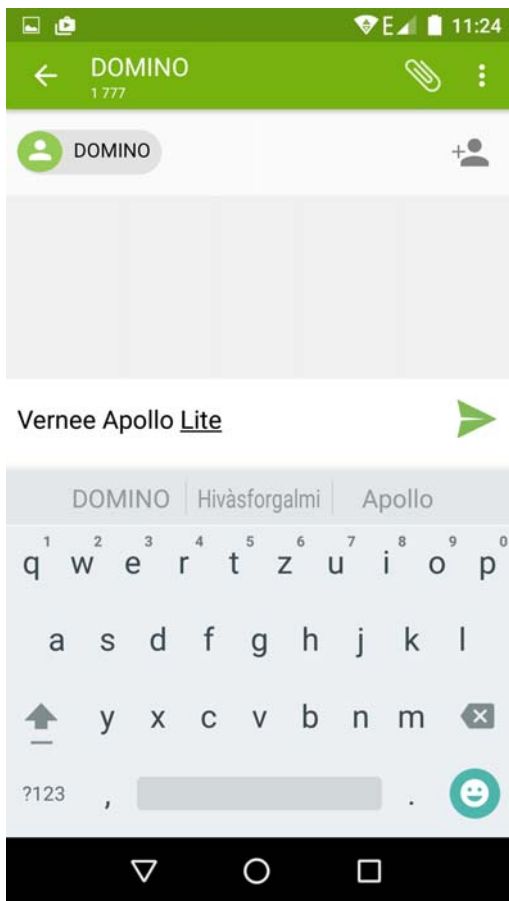 E 11:24
DOMINO
1 777
DOMINO
Vernee Apollo Lite
DOMINO Hivàsforgalmi Apollo
1 2 3 4 5 6 7 8 9 0
q w e r t z u i o p
a s d f g h j k l
y x c v b n m
?123 , .